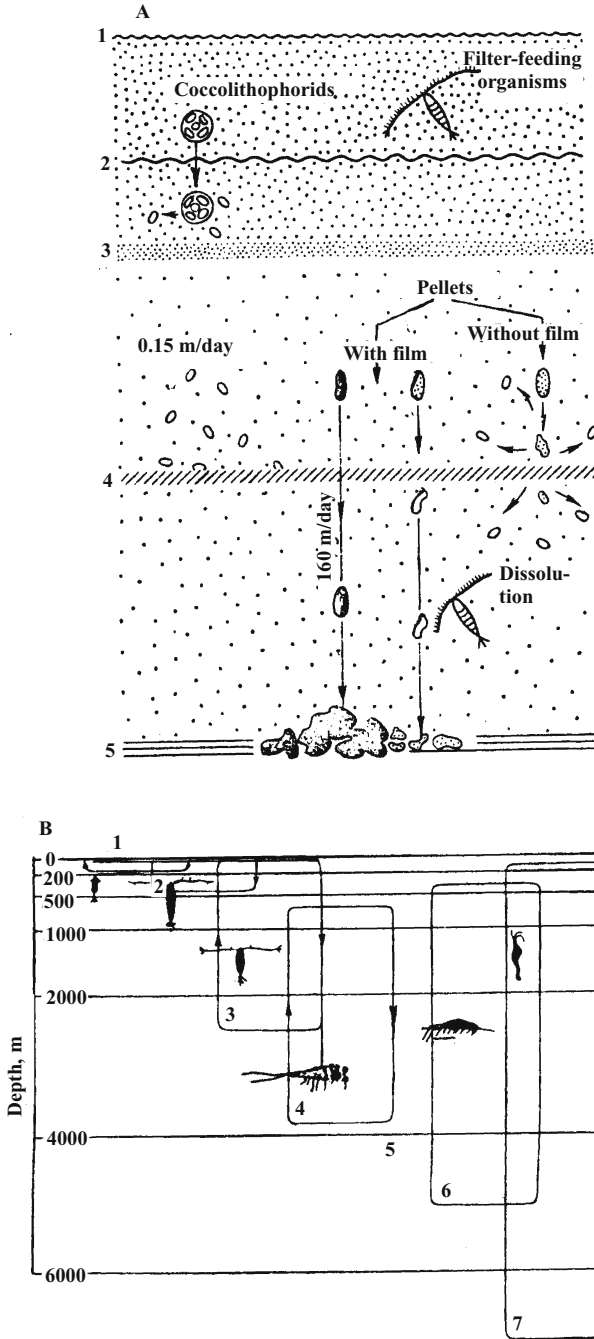 A
1
Filter-feeding
organisms
Coccolithophorids
2
3
Pellets
0.15 m/day
With film
Without film
4
160 m/day
Dissolu-
tion
5
B
1
0
200
2
500
1000
2000
3
4
Depth, m
4000
5
6
6000
7